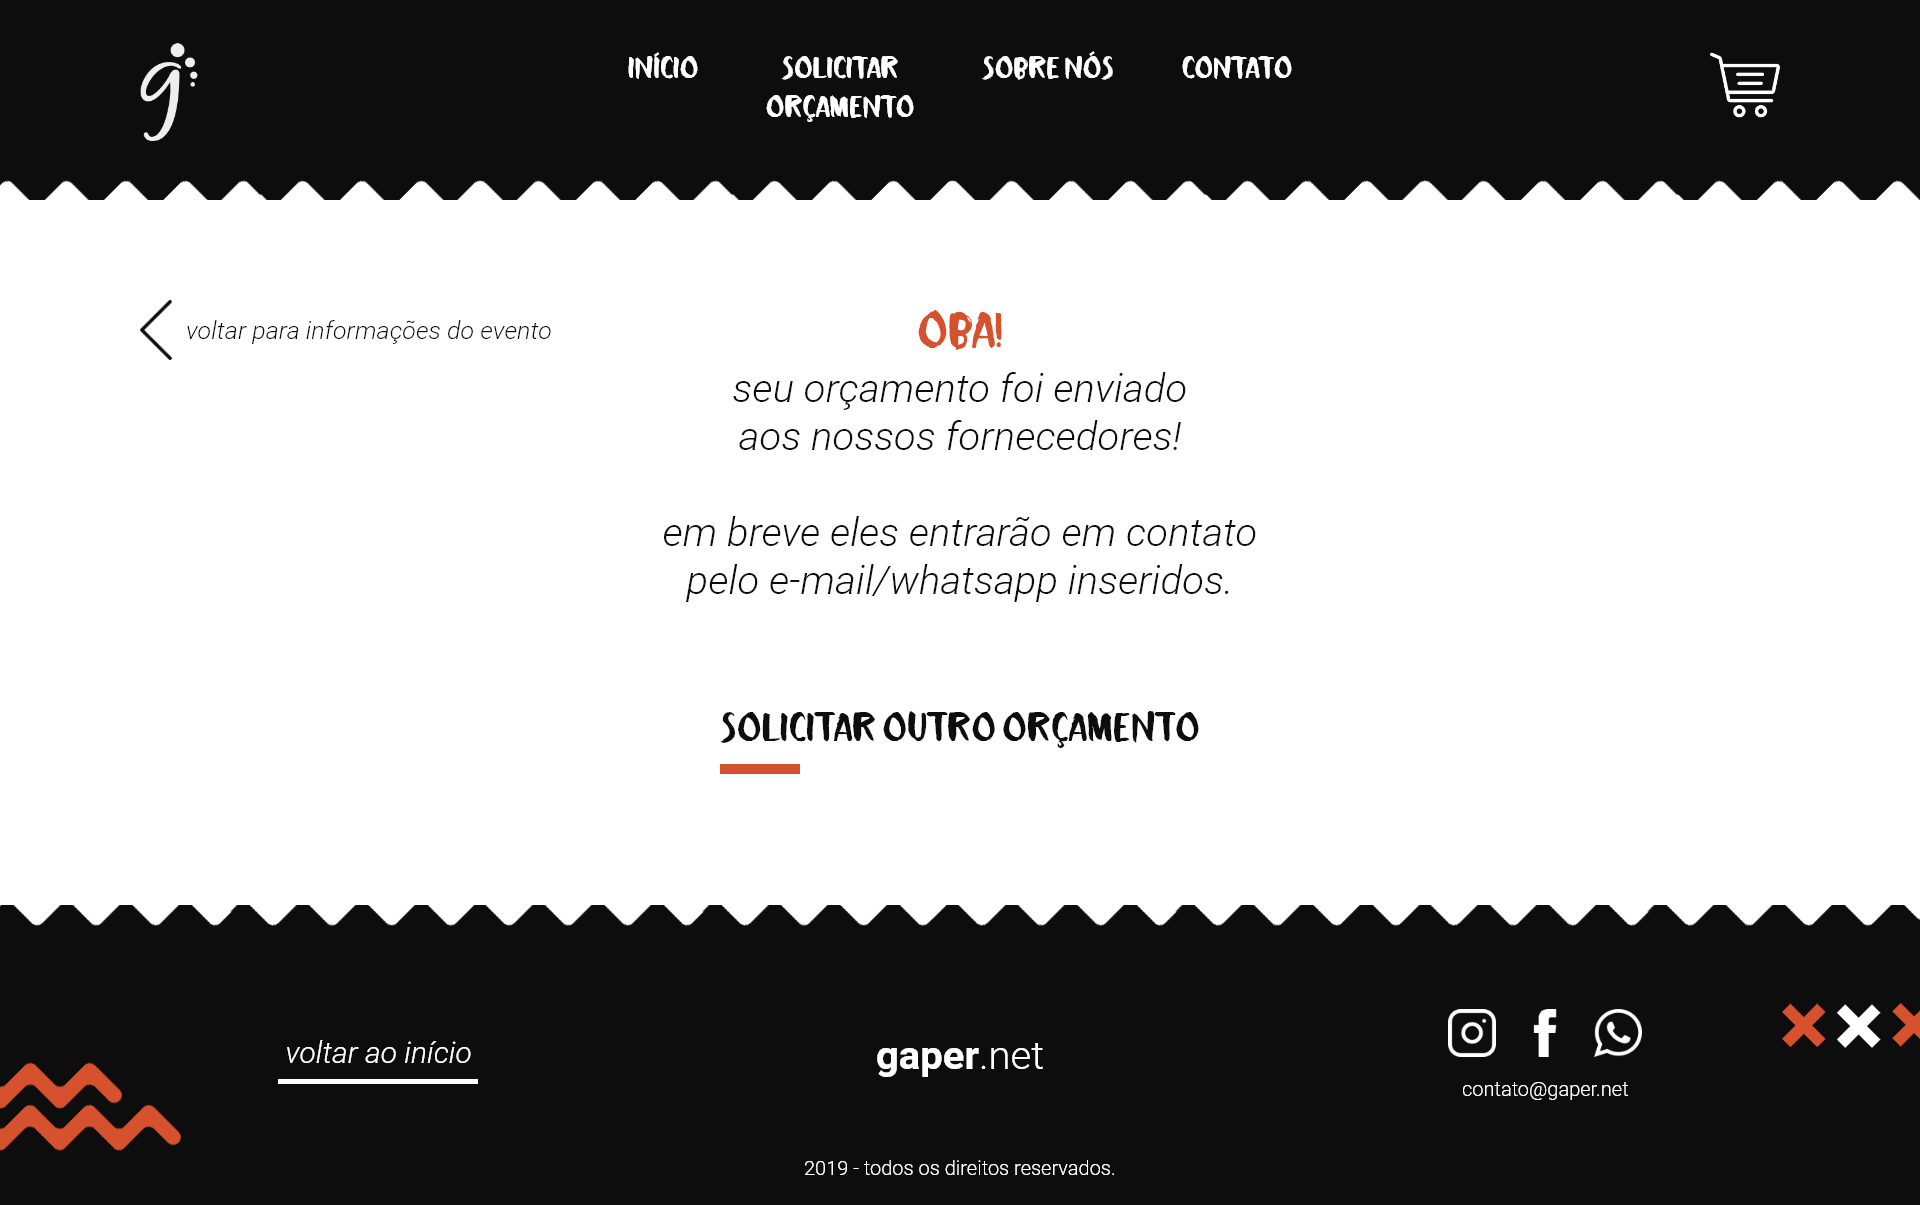 g
INÍCIO
SOLICITAR
ORÇAMENTO
SOBRE NÓS
CONTATO
voltar para informações do evento
OBA!
seu orçamento foi enviado
aos nossos fornecedores!
em breve eles entrarão em contato
pelo e-mail/whatsapp inseridos.
SOLICITAR OUTRO ORÇAMENTO
voltar ao início
gaper.net
contato@gaper.net
2019 - todos os direitos reservados.